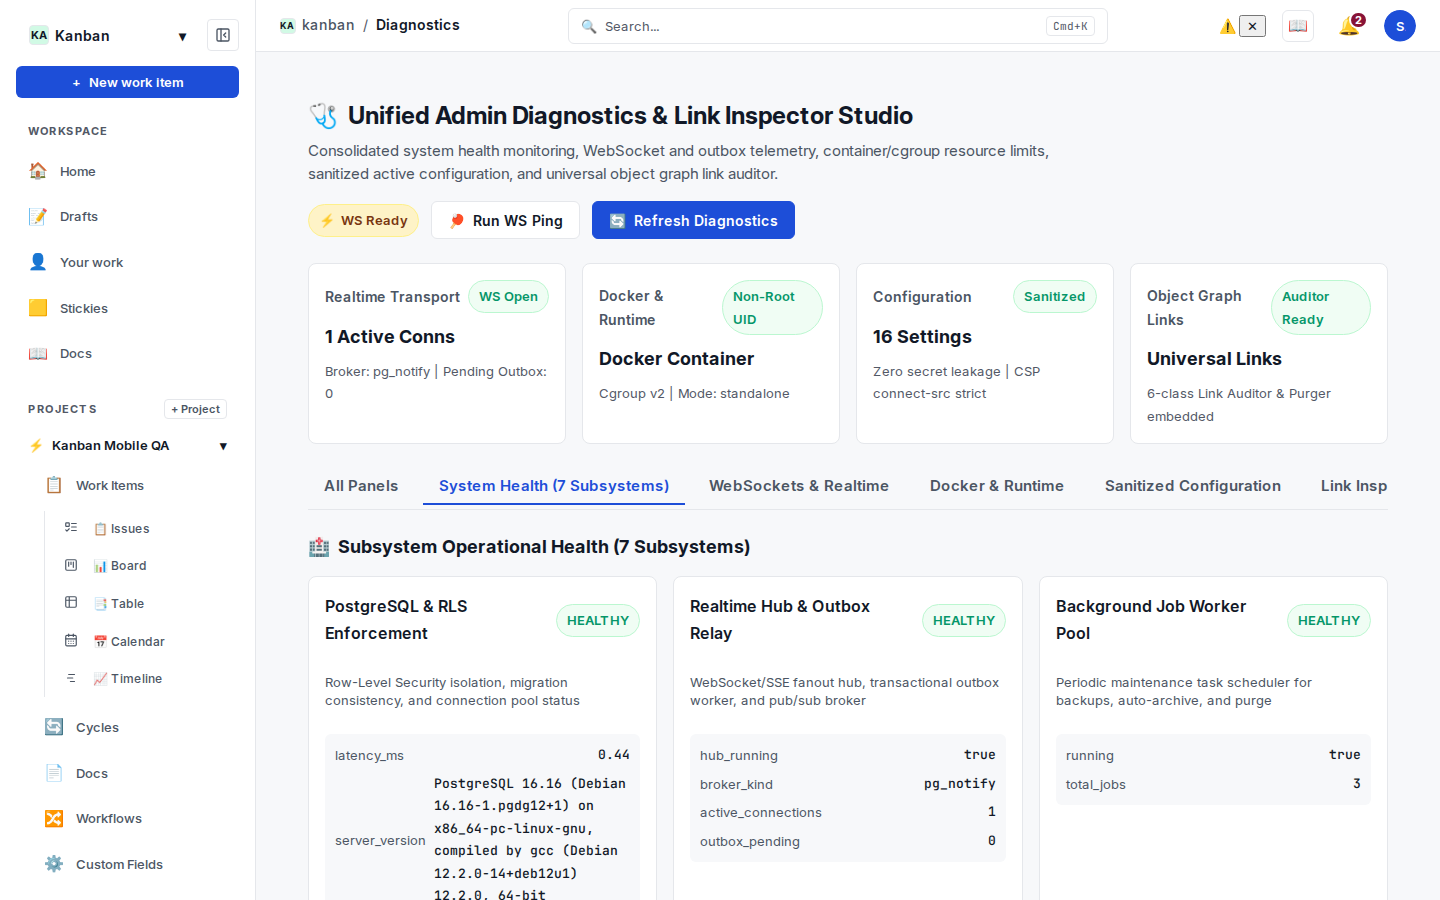 KA Kanban ▾
+ New work item
WORKSPACE
Home
Drafts
Your work
Stickies
Docs
PROJECTS
+ Project
Kanban Mobile QA ▾
Work Items
Issues
Board
Table
Calendar
Timeline
Cycles
Docs
Workflows
Custom Fields
KA kanban / Diagnostics
Search...
Cmd+K
✕
2
S
Unified Admin Diagnostics & Link Inspector Studio
Consolidated system health monitoring, WebSocket and outbox telemetry, container/cgroup resource limits,
sanitized active configuration, and universal object graph link auditor.
WS Ready
Run WS Ping
Refresh Diagnostics
Realtime Transport
WS Open
1 Active Conns
Broker: pg_notify | Pending Outbox:
0
Docker &
Runtime
Non-Root
UID
Docker Container
Cgroup v2 | Mode: standalone
Configuration
Sanitized
16 Settings
Zero secret leakage | CSP
connect-src strict
Object Graph
Links
Auditor
Ready
Universal Links
6-class Link Auditor & Purger
embedded
All Panels
System Health (7 Subsystems)
WebSockets & Realtime
Docker & Runtime
Sanitized Configuration
Link Insp
Subsystem Operational Health (7 Subsystems)
PostgreSQL & RLS
Enforcement
HEALTHY
Row-Level Security isolation, migration
consistency, and connection pool status
latency_ms 0.44
server_version
PostgreSQL 16.16 (Debian
16.16-1.pgdg12+1) on
x86_64-pc-linux-gnu,
compiled by gcc (Debian
12.2.0-14+deb12u1)
12.2.0, 64-bit
Realtime Hub & Outbox
Relay
HEALTHY
WebSocket/SSE fanout hub, transactional outbox
worker, and pub/sub broker
hub_running true
broker_kind pg_notify
active_connections 1
outbox_pending 0
Background Job Worker
Pool
HEALTHY
Periodic maintenance task scheduler for
backups, auto-archive, and purge
running true
total_jobs 3